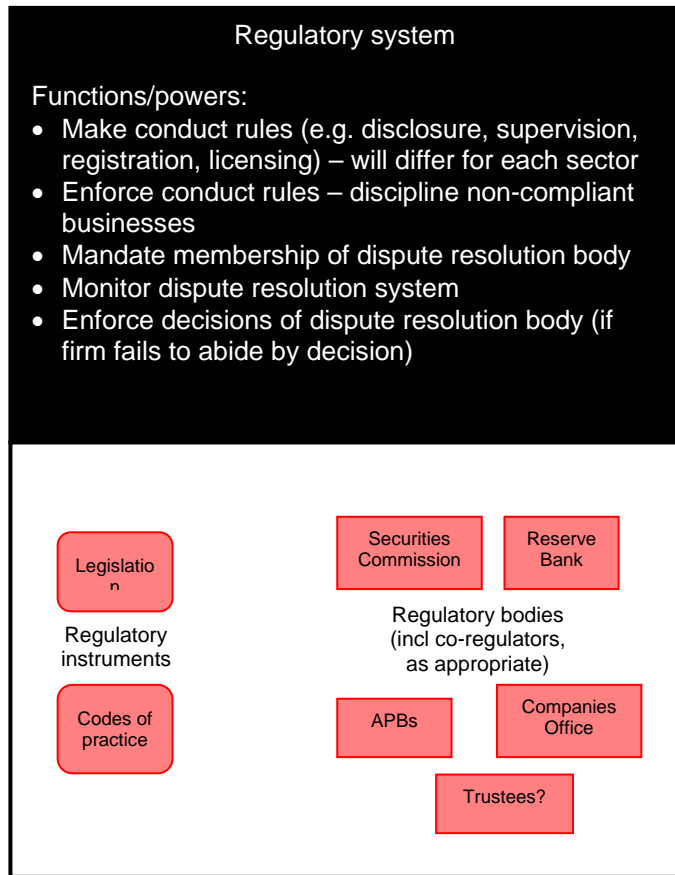 Regulatory system
Functions/powers:
• Make conduct rules (e.g. disclosure, supervision,
registration, licensing) – will differ for each sector
• Enforce conduct rules – discipline non-compliant
businesses
• Mandate membership of dispute resolution body
• Monitor dispute resolution system
• Enforce decisions of dispute resolution body (if
firm fails to abide by decision)
Legislatio
n
Regulatory
instruments
Codes of
practice
Securities
Commission
Reserve
Bank
Regulatory bodies
(incl co-regulators,
as appropriate)
APBs
Companies
Office
Trustees?